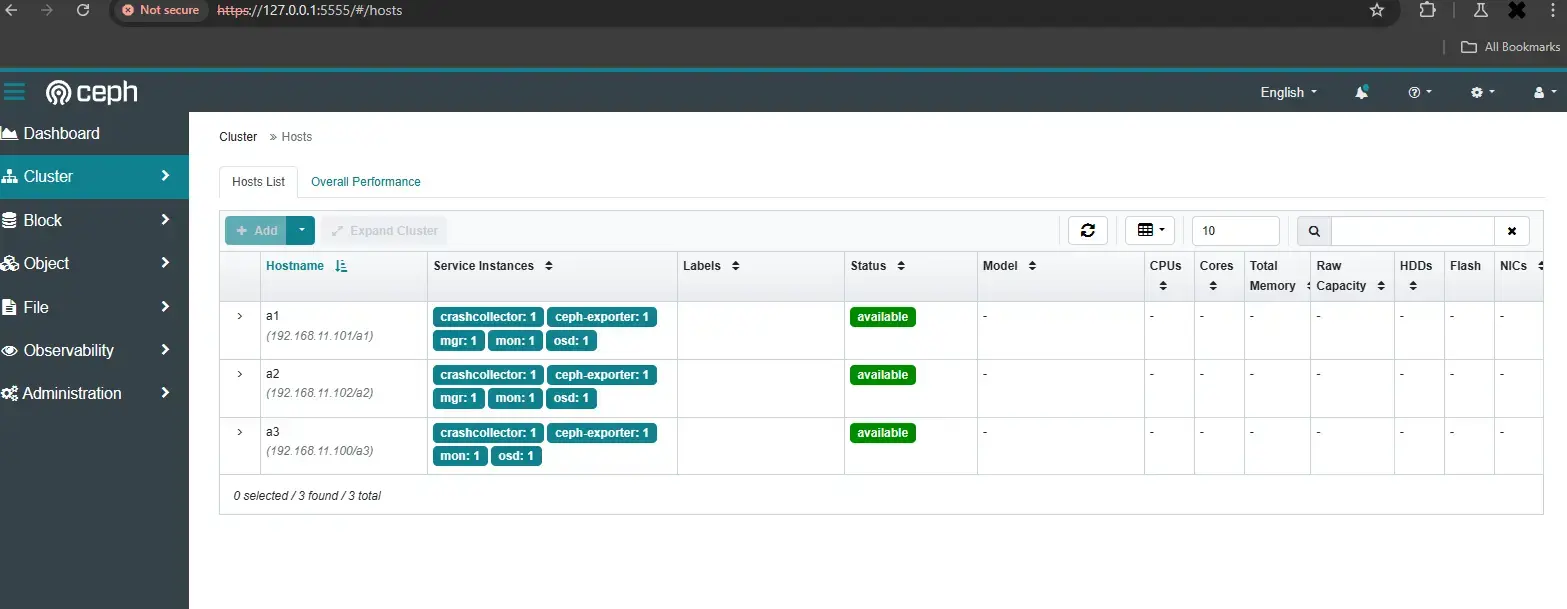 Not secure https://127.0.0.1:5555/#/hosts
All Bookmarks
ceph
English
Dashboard
Cluster
Block
Object
File
Observability
Administration
Cluster » Hosts
Hosts List Overall Performance
+ Add Expand Cluster 10
Hostname Service Instances Labels Status Model CPUs Cores Total Memory Raw Capacity HDDs Flash NICs
a1 crashcollector: 1 ceph-exporter: 1 available - - - - - - - -
(192.168.11.101/a1) mgr: 1 mon: 1 osd: 1
a2 crashcollector: 1 ceph-exporter: 1 available - - - - - - - -
(192.168.11.102/a2) mgr: 1 mon: 1 osd: 1
a3 crashcollector: 1 ceph-exporter: 1 available - - - - - - - -
(192.168.11.100/a3) mon: 1 osd: 1
0 selected / 3 found / 3 total